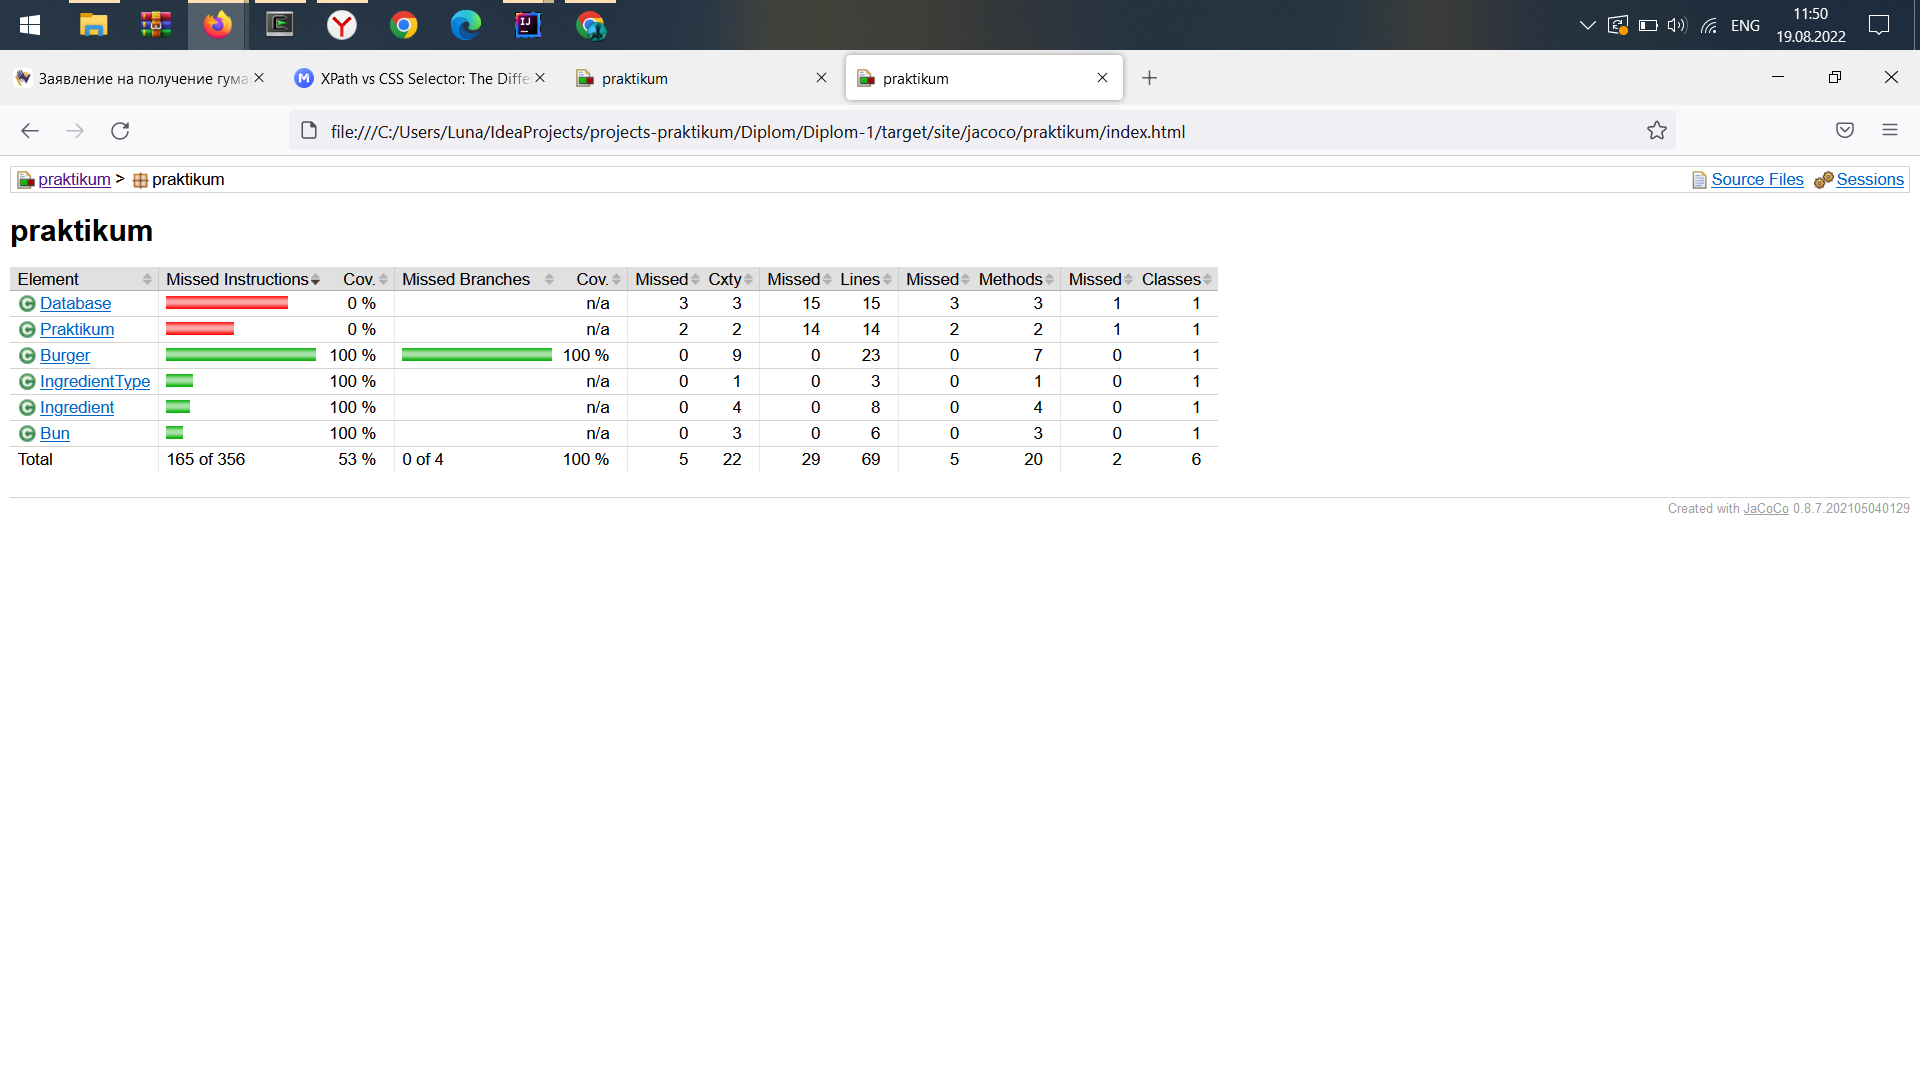 ENG
11:50
19.08.2022
Заявление на получение гума
XPath vs CSS Selector: The Diffe
praktikum
praktikum
file:///C:/Users/Luna/IdeaProjects/projects-praktikum/Diplom/Diplom-1/target/site/jacoco/praktikum/index.html
praktikum > praktikum
Source Files Sessions
praktikum
Element Missed Instructions Cov. Missed Branches Cov. Missed Cxty Missed Lines Missed Methods Missed Classes
Database 0 % n/a 3 3 15 15 3 3 1 1
Praktikum 0 % n/a 2 2 14 14 2 2 1 1
Burger 100 % 100 % 0 9 0 23 0 7 0 1
IngredientType 100 % n/a 0 1 0 3 0 1 0 1
Ingredient 100 % n/a 0 4 0 8 0 4 0 1
Bun 100 % n/a 0 3 0 6 0 3 0 1
Total 165 of 356 53 % 0 of 4 100 % 5 22 29 69 5 20 2 6
Created with JaCoCo 0.8.7.202105040129